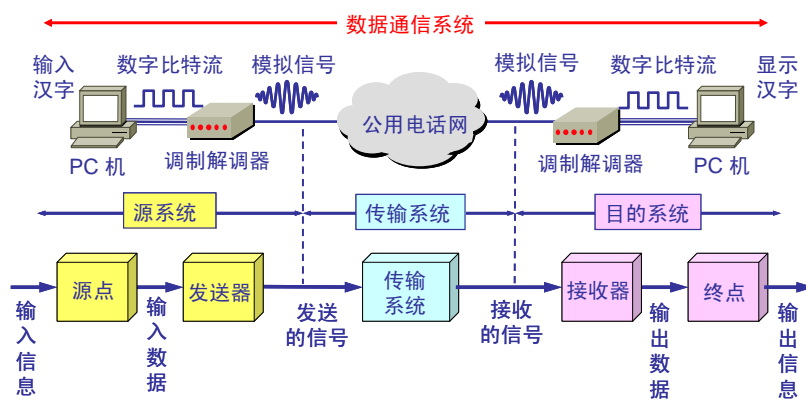 数据通信系统
输入
汉字
数字比特流
模拟信号
模拟信号
数字比特流
显示
汉字
公用电话网
PC 机
调制解调器
调制解调器
PC 机
源系统
传输系统
目的系统
源点
发送器
传输
系统
接收器
终点
输入信息
输入数据
发送
的信号
接收
的信号
输出数据
输出信息